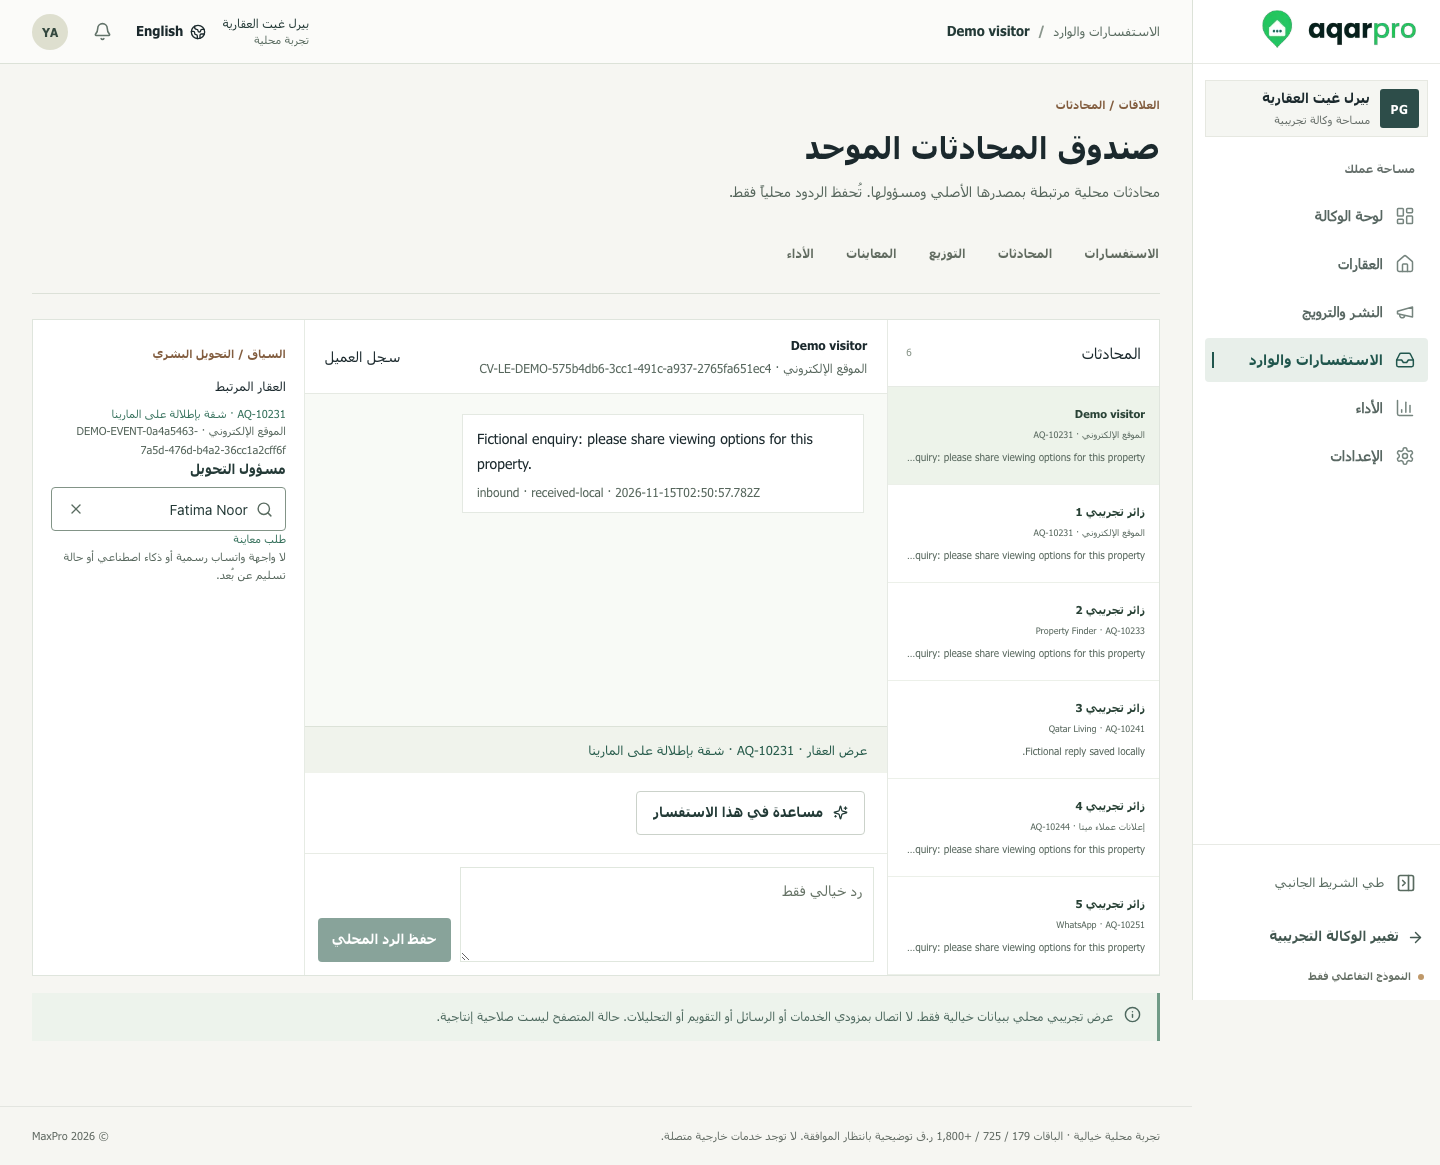 aqarpro
PG
بيرل غيت العقارية
مساحة وكالة تجريبية
مساحة عملك
لوحة الوكالة
العقارات
النشر والترويج
الاستفسارات والوارد
الأداء
الإعدادات
طي الشريط الجانبي
تغيير الوكالة التجريبية
النموذج التفاعلي فقط
الاستفسارات والوارد / Demo visitor
بيرل غيت العقارية
تجربة محلية
English
YA
العلاقات / المحادثات
صندوق المحادثات الموحد
محادثات محلية مرتبطة بمصدرها الأصلي ومسؤولها. تُحفظ الردود محلياً فقط.
الاستفسارات
المحادثات
التوزيع
المعاينات
الأداء
المحادثات
6
Demo visitor
الموقع الإلكتروني · AQ-10231
...quiry: please share viewing options for this property
زائر تجريبي 1
الموقع الإلكتروني · AQ-10231
...quiry: please share viewing options for this property
زائر تجريبي 2
Property Finder · AQ-10233
...quiry: please share viewing options for this property
زائر تجريبي 3
Qatar Living · AQ-10241
.Fictional reply saved locally
زائر تجريبي 4
إعلانات عملاء ميتا · AQ-10244
...quiry: please share viewing options for this property
زائر تجريبي 5
WhatsApp · AQ-10251
...quiry: please share viewing options for this property
Demo visitor
الموقع الإلكتروني · CV-LE-DEMO-575b4db6-3cc1-491c-a937-2765fa651ec4
سجل العميل
Fictional enquiry: please share viewing options for this
property.
inbound · received-local · 2026-11-15T02:50:57.782Z
عرض العقار · AQ-10231 · شقة بإطلالة على المارينا
مساعدة في هذا الاستفسار
رد خيالي فقط
حفظ الرد المحلي
السياق / التحويل البشري
العقار المرتبط
AQ-10231 · شقة بإطلالة على المارينا
الموقع الإلكتروني · DEMO-EVENT-0a4a5463-
7a5d-476d-b4a2-36cc1a2cff6f
مسؤول التحويل
Fatima Noor
طلب معاينة
لا واجهة واتساب رسمية أو ذكاء اصطناعي أو حالة
تسليم عن بُعد.
عرض تجريبي محلي ببيانات خيالية فقط. لا اتصال بمزودي الخدمات أو الرسائل أو التقويم أو التحليلات. حالة المتصفح ليست صلاحية إنتاجية.
تجربة محلية خيالية · الباقات 179 / 725 / +1,800 ر.ق توضيحية بانتظار الموافقة. لا توجد خدمات خارجية متصلة.
© 2026 MaxPro